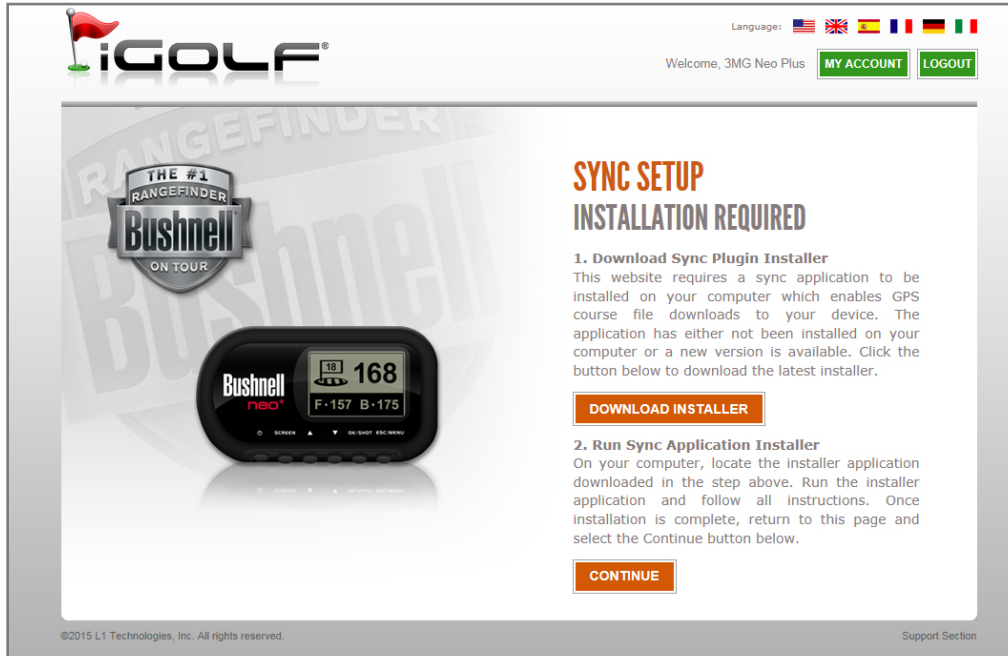 iGOLF®
Language:
Welcome, 3MG Neo Plus
MY ACCOUNT
LOGOUT
RANGEFINDER
Bushnell
THE #1
RANGEFINDER
Bushnell
ON TOUR
Bushnell
neo+
18
168
F·157 B·175
SCREEN
OK/SHOT
ESC/MENU
SYNC SETUP
INSTALLATION REQUIRED
1. Download Sync Plugin Installer
This website requires a sync application to be
installed on your computer which enables GPS
course file downloads to your device. The
application has either not been installed on your
computer or a new version is available. Click the
button below to download the latest installer.
DOWNLOAD INSTALLER
2. Run Sync Application Installer
On your computer, locate the installer application
downloaded in the step above. Run the installer
application and follow all instructions. Once
installation is complete, return to this page and
select the Continue button below.
CONTINUE
©2015 L1 Technologies, Inc. All rights reserved.
Support Section